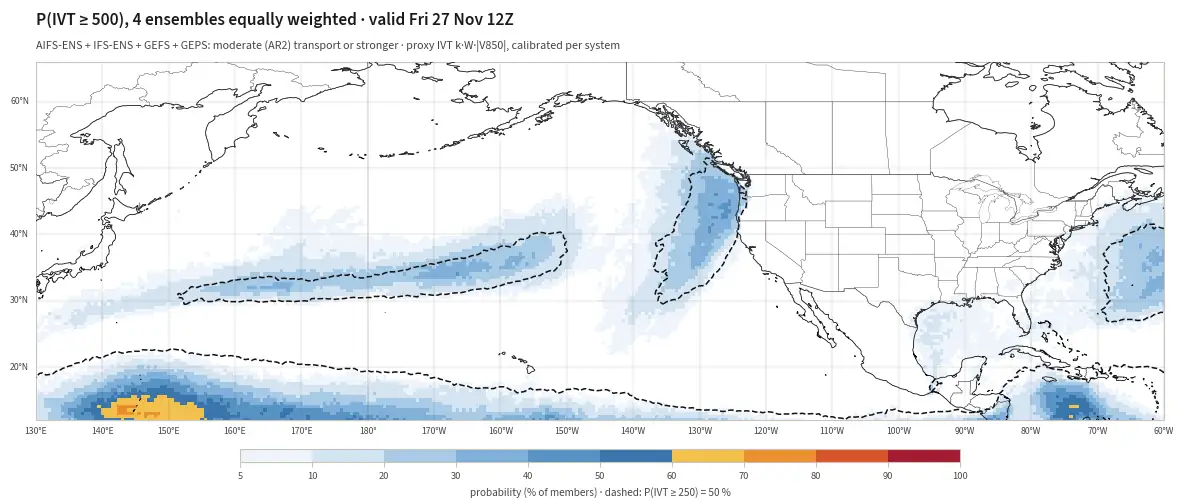 P(IVT ≥ 500), 4 ensembles equally weighted · valid Fri 27 Nov 12Z
AIFS-ENS + IFS-ENS + GEFS + GEPS: moderate (AR2) transport or stronger · proxy IVT k·W·|V850|, calibrated per system
60°N
50°N
40°N
30°N
20°N
130°E 140°E 150°E 160°E 170°E 180° 170°W 160°W 150°W 140°W 130°W 120°W 110°W 100°W 90°W 80°W 70°W 60°W
5 10 20 30 40 50 60 70 80 90 100
probability (% of members) · dashed: P(IVT ≥ 250) = 50 %